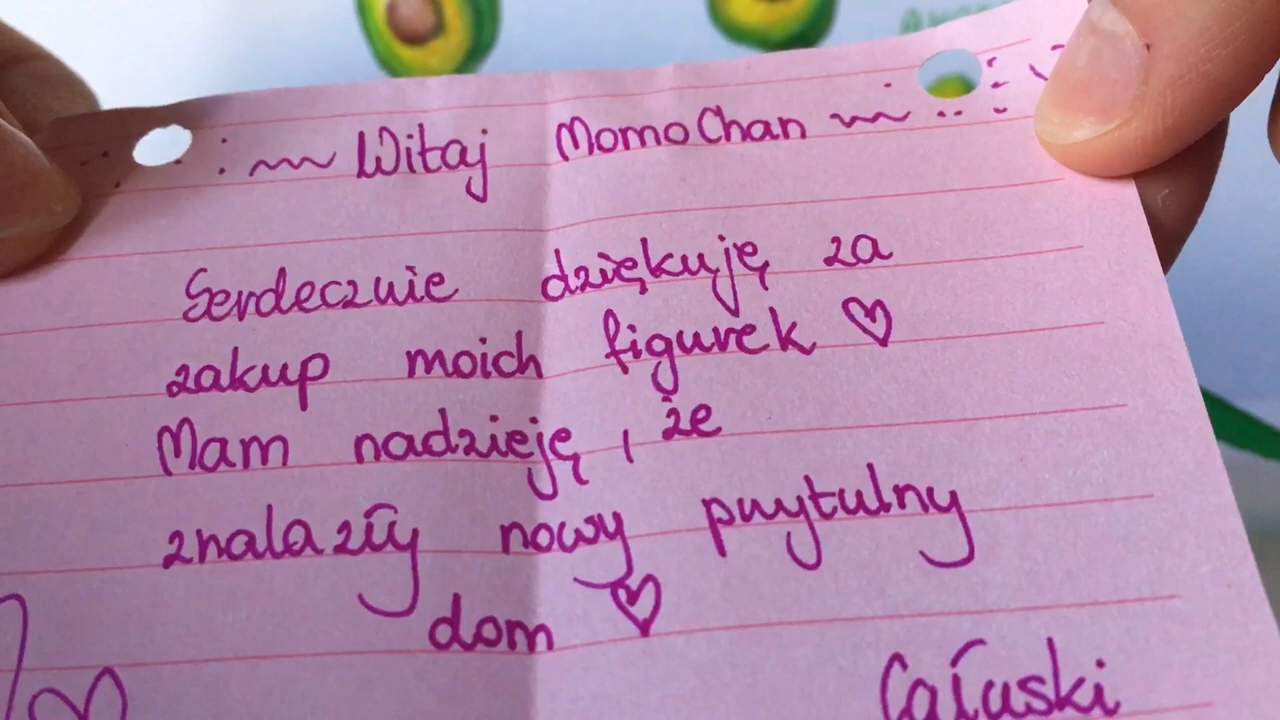 Witaj MomoChan
Serdecznie dziękuję za
zakup moich figurek ♡
Mam nadzieję, że
znalazły nowy przytulny
dom ♡
Całuski